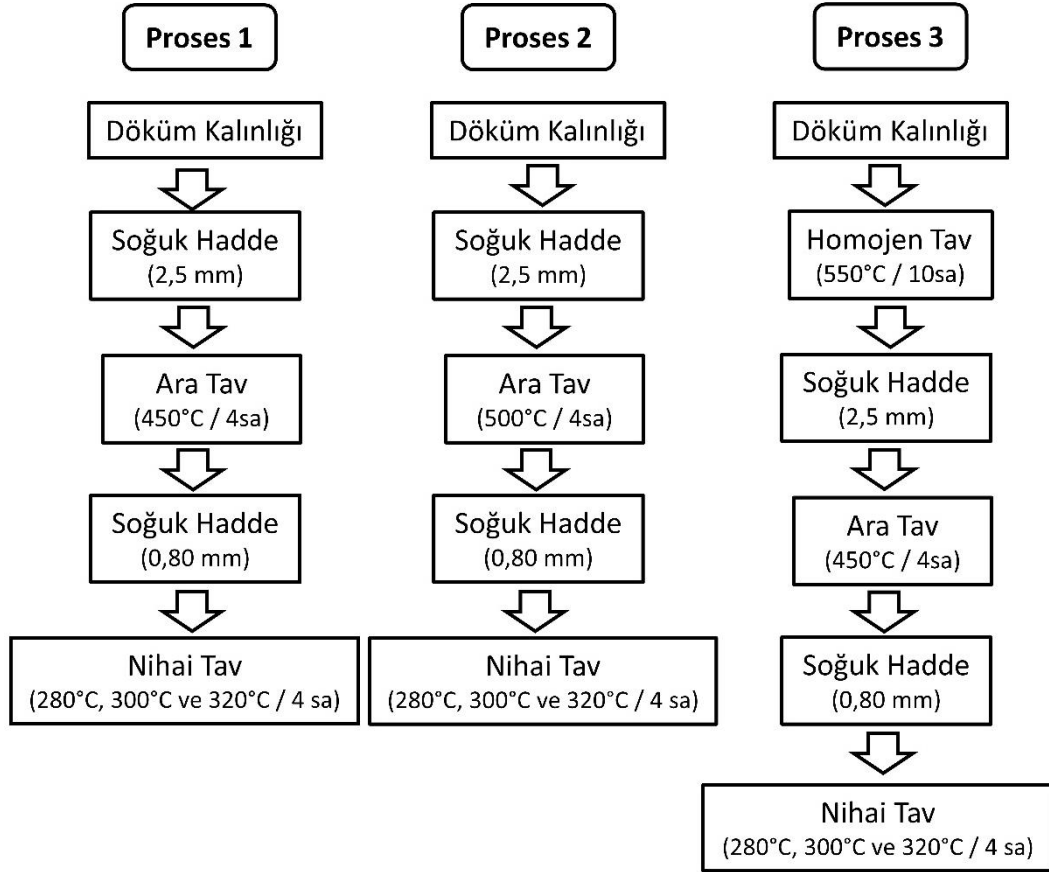 Proses 1
Döküm Kalınlığı
Soğuk Hadde
(2,5 mm)
Ara Tav
(450°C / 4sa)
Soğuk Hadde
(0,80 mm)
Nihai Tav
(280°C, 300°C ve 320°C / 4 sa)
Proses 2
Döküm Kalınlığı
Soğuk Hadde
(2,5 mm)
Ara Tav
(500°C / 4sa)
Soğuk Hadde
(0,80 mm)
Nihai Tav
(280°C, 300°C ve 320°C / 4 sa)
Proses 3
Döküm Kalınlığı
Homojen Tav
(550°C / 10sa)
Soğuk Hadde
(2,5 mm)
Ara Tav
(450°C / 4sa)
Soğuk Hadde
(0,80 mm)
Nihai Tav
(280°C, 300°C ve 320°C / 4 sa)